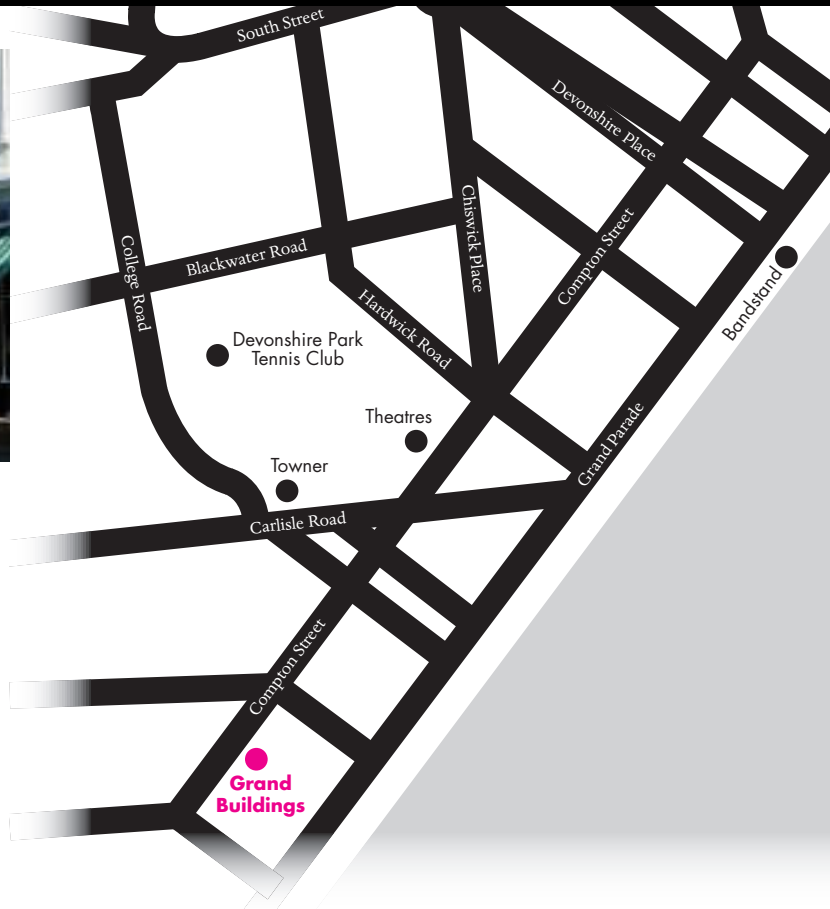 South Street
Devonshire Place
College Road
Blackwater Road
Chiswick Place
Compton Street
Hardwick Road
Bandstand
Devonshire Park
Tennis Club
Theatres
Grand Parade
Towner
Carlisle Road
Compton Street
Grand
Buildings